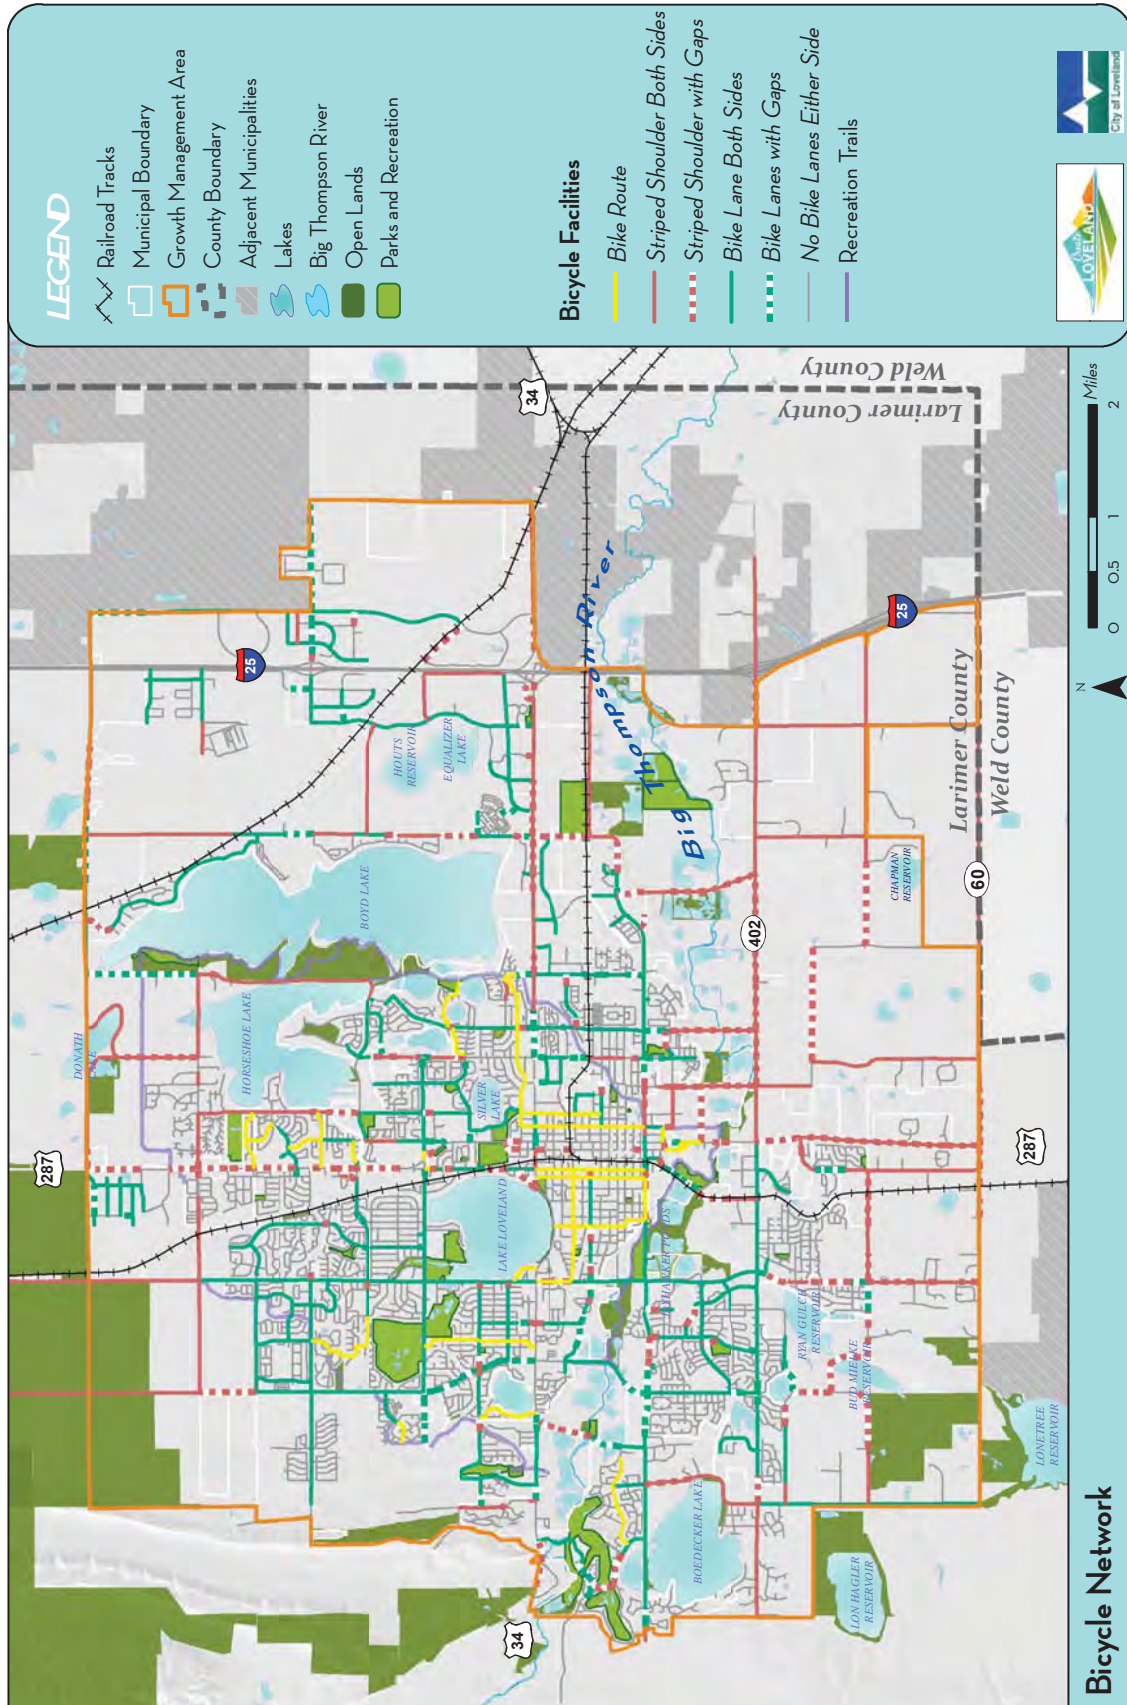 LEGEND
Railroad Tracks
Municipal Boundary
Growth Management Area
County Boundary
Adjacent Municipalities
Lakes
Big Thompson River
Open Lands
Parks and Recreation
Bicycle Facilities
Bike Route
Striped Shoulder Both Sides
Striped Shoulder with Gaps
Bike Lane Both Sides
Bike Lanes with Gaps
No Bike Lanes Either Side
Recreation Trails
LOVELAND
City of Loveland
34
Weld County
Larimer County
25
HOUTS
RESERVOIR
EQUALIZER
LAKE
Big Thompson River
25
BOYD LAKE
402
CHAPMAN
RESERVOIR
Larimer County
Weld County
60
DONATH
LAKE
HORSESHOE LAKE
SILVER
LAKE
287
LAKE LOVELAND
287
RYAN GULCH
RESERVOIR
BUD MIELKE
RESERVOIR
BOEDECKER LAKE
LONETREE
RESERVOIR
LON HAGLER
RESERVOIR
34
N
0 0.5 1 2
Miles
Bicycle Network